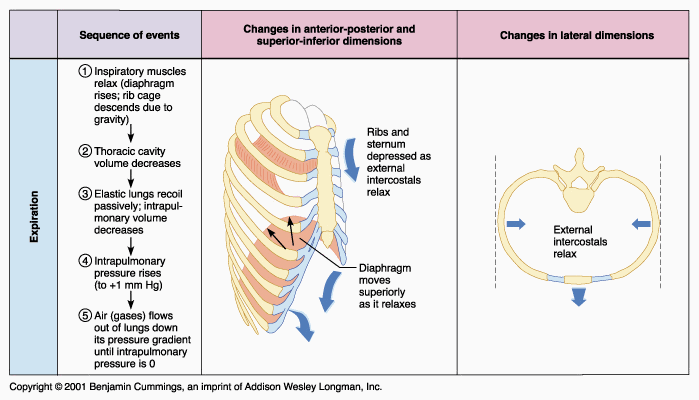 Sequence of events
Changes in anterior-posterior and
superior-inferior dimensions
Changes in lateral dimensions
Expiration
1 Inspiratory muscles
relax (diaphragm
rises; rib cage
descends due to
gravity)
2 Thoracic cavity
volume decreases
3 Elastic lungs recoil
passively; intrapul-
monary volume
decreases
4 Intrapulmonary
pressure rises
(to +1 mm Hg)
5 Air (gases) flows
out of lungs down
its pressure gradient
until intrapulmonary
pressure is 0
Ribs and
sternum
depressed as
external
intercostals
relax
Diaphragm
moves
superiorly
as it relaxes
External
intercostals
relax
Copyright © 2001 Benjamin Cummings, an imprint of Addison Wesley Longman, Inc.